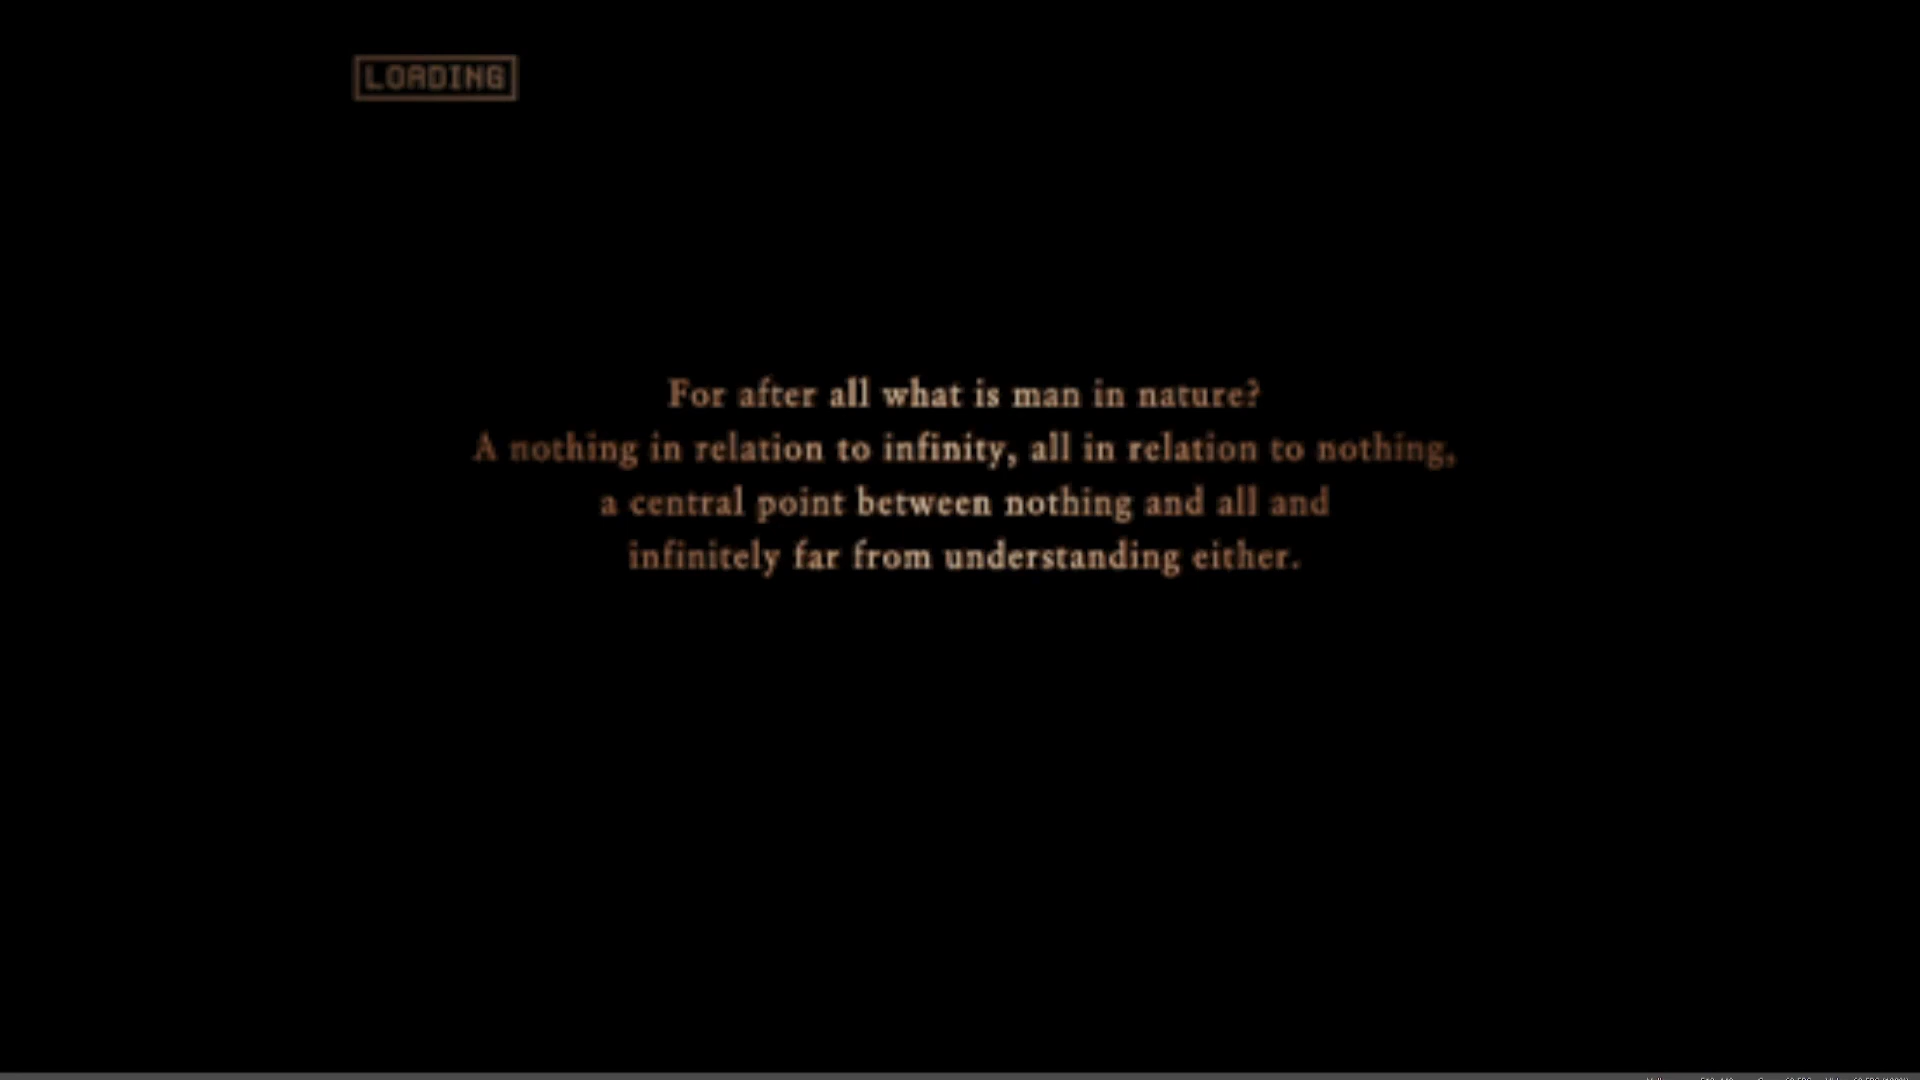 LOADING
For after all what is man in nature?
A nothing in relation to infinity, all in relation to nothing,
a central point between nothing and all and
infinitely far from understanding either.